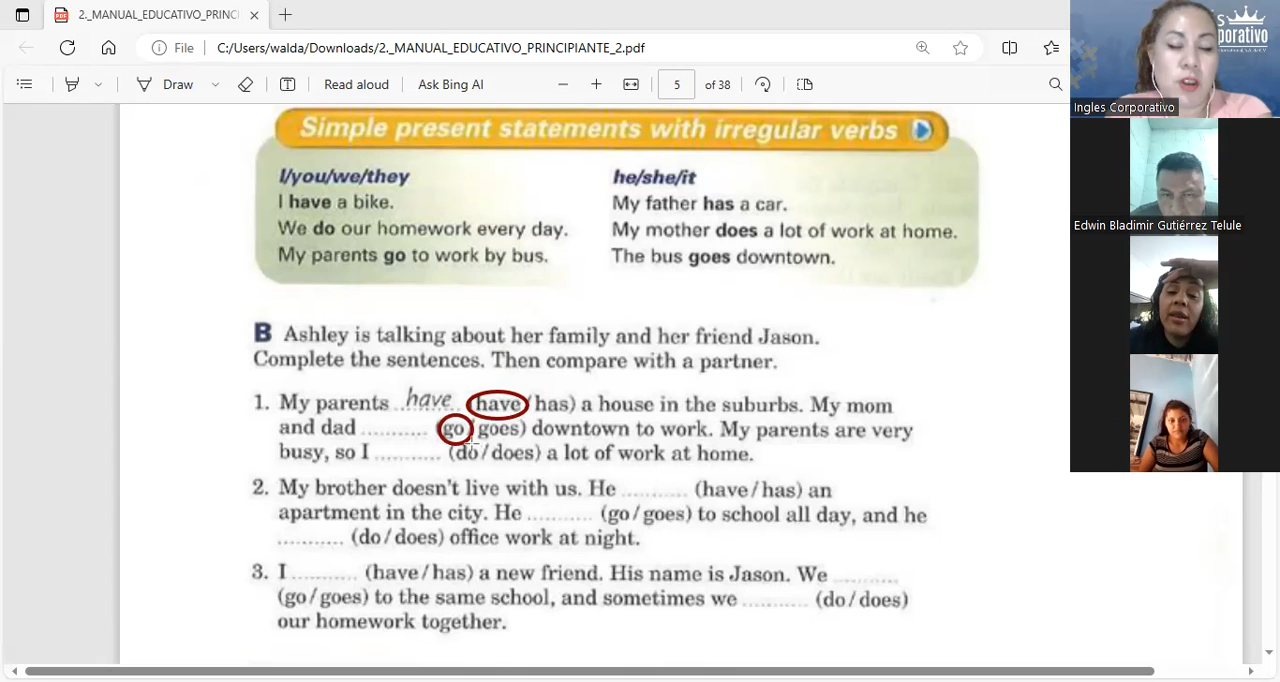 2._MANUAL_EDUCATIVO_PRINCI
File
C:/Users/walda/Downloads/2._MANUAL_EDUCATIVO_PRINCIPIANTE_2.pdf
Draw
Read aloud
Ask Bing AI
5
of 38
Simple present statements with irregular verbs
I/you/we/they
I have a bike.
We do our homework every day.
My parents go to work by bus.
he/she/it
My father has a car.
My mother does a lot of work at home.
The bus goes downtown.
B Ashley is talking about her family and her friend Jason.
Complete the sentences. Then compare with a partner.
1. My parents have (have / has) a house in the suburbs. My mom
and dad ........... (go / goes) downtown to work. My parents are very
busy, so I ........... (do / does) a lot of work at home.
2. My brother doesn't live with us. He ........... (have / has) an
apartment in the city. He ........... (go / goes) to school all day, and he
........... (do / does) office work at night.
3. I ........... (have / has) a new friend. His name is Jason. We ...........
(go / goes) to the same school, and sometimes we ........... (do / does)
our homework together.
Ingles Corporativo
Edwin Bladimir Gutiérrez Telule